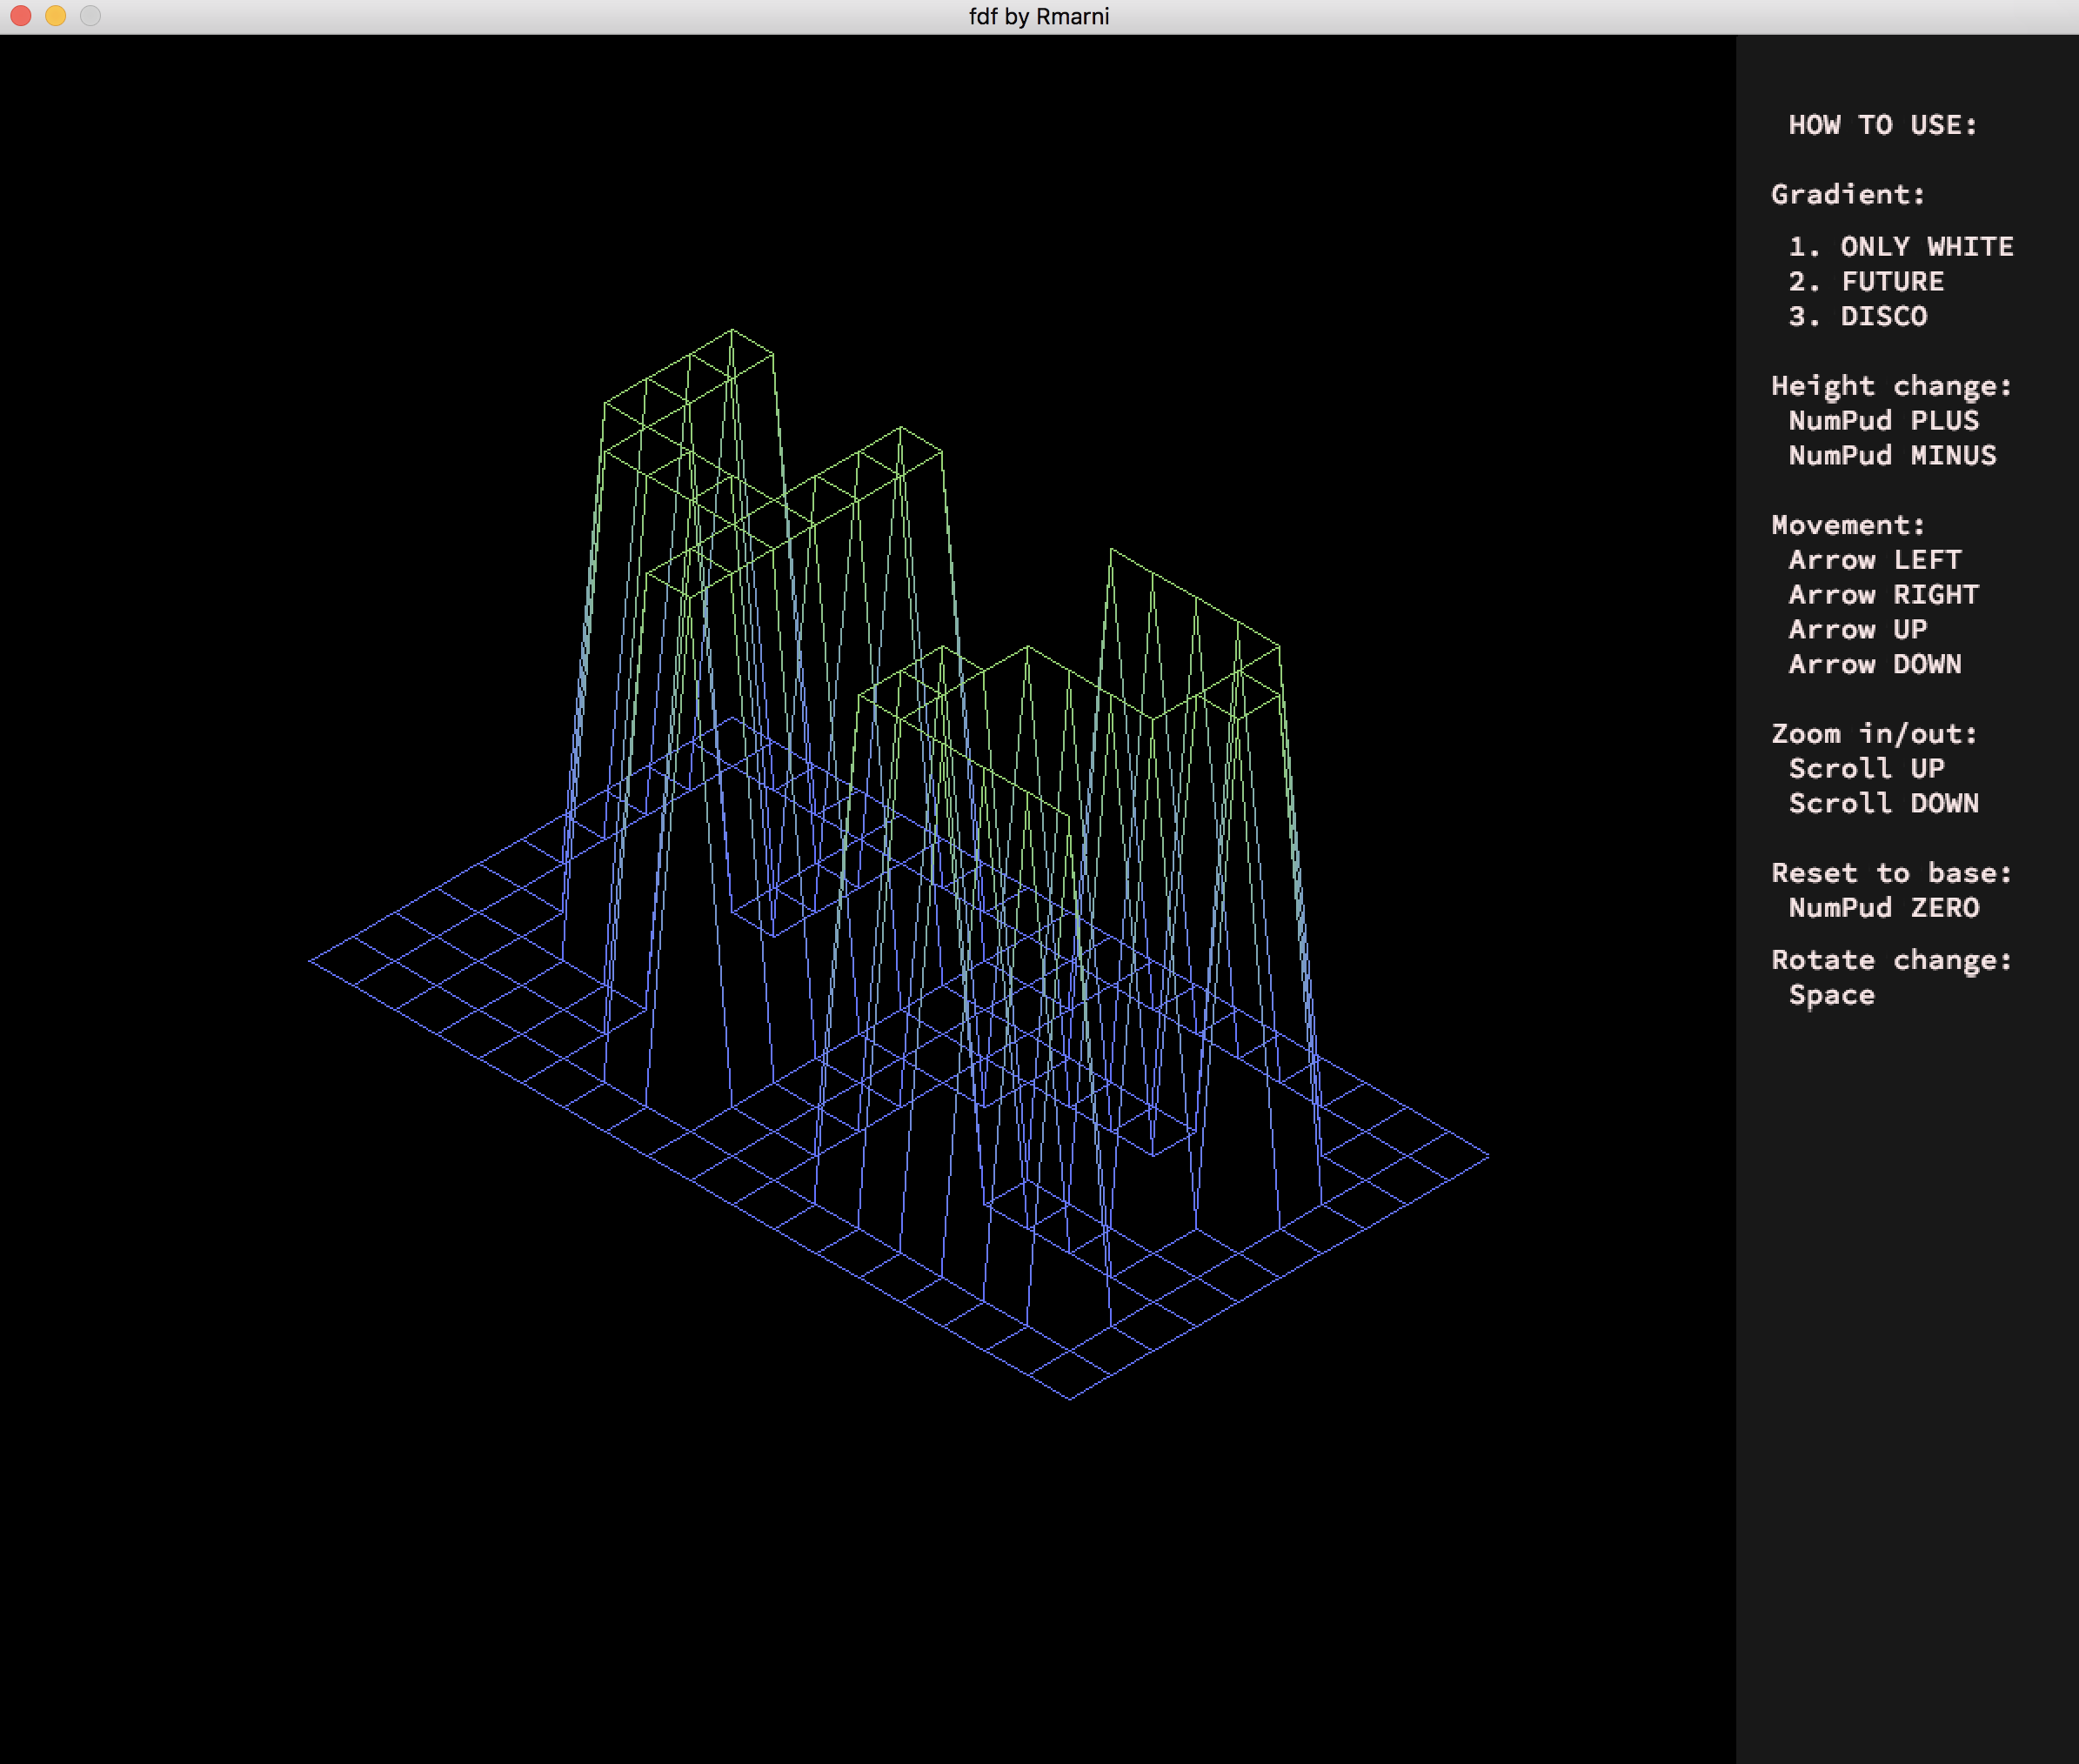 fdf by Rmarni
HOW TO USE:
Gradient:
1. ONLY WHITE
2. FUTURE
3. DISCO
Height change:
NumPud PLUS
NumPud MINUS
Movement:
Arrow LEFT
Arrow RIGHT
Arrow UP
Arrow DOWN
Zoom in/out:
Scroll UP
Scroll DOWN
Reset to base:
NumPud ZERO
Rotate change:
Space